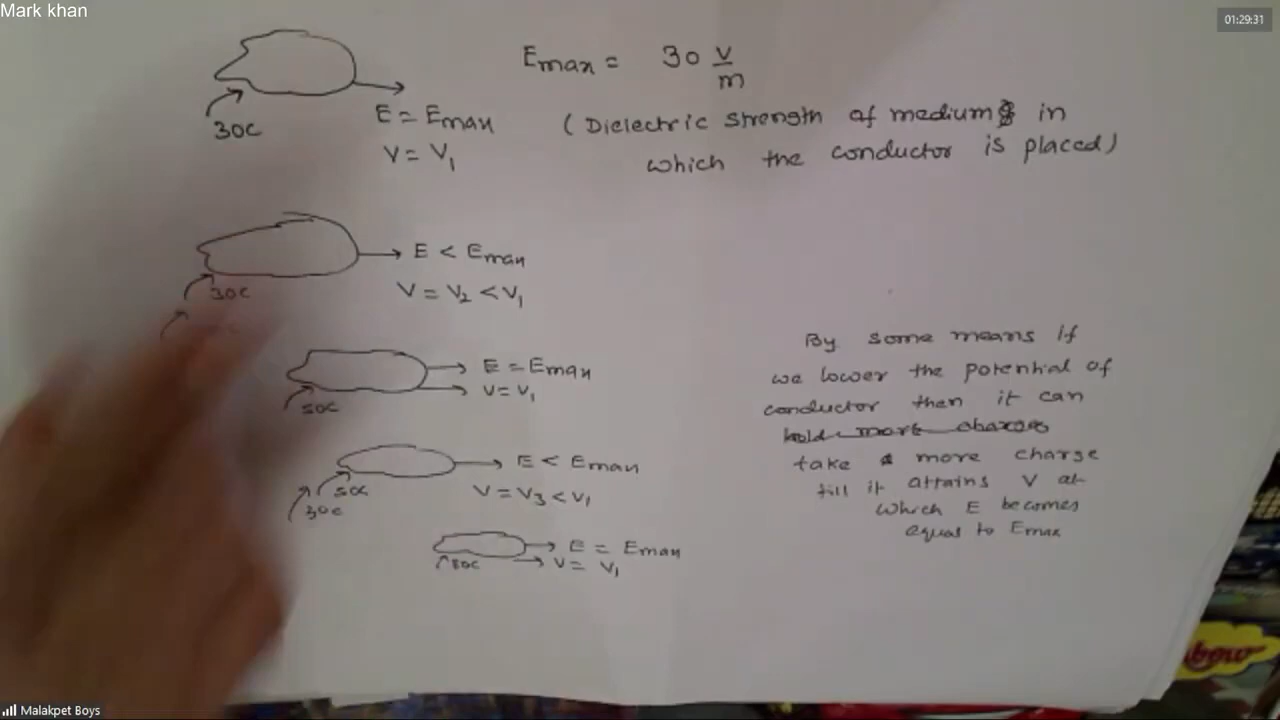 Mark khan
01:29:31
Emax = 30 V/m
30C
E = Emax
V = V1
(Dielectric strength of medium in
which the conductor is placed)
E < Emax
30C
V = V2 < V1
By some means if
we lower the potential of
conductor then it can
hold more charge
take more charge
till it attains V at
which E becomes
equal to Emax
E = Emax
V = V1
50C
E < Emax
50C
V = V3 < V1
30C
E = Emax
80C
V = V1
bow
Malakpet Boys